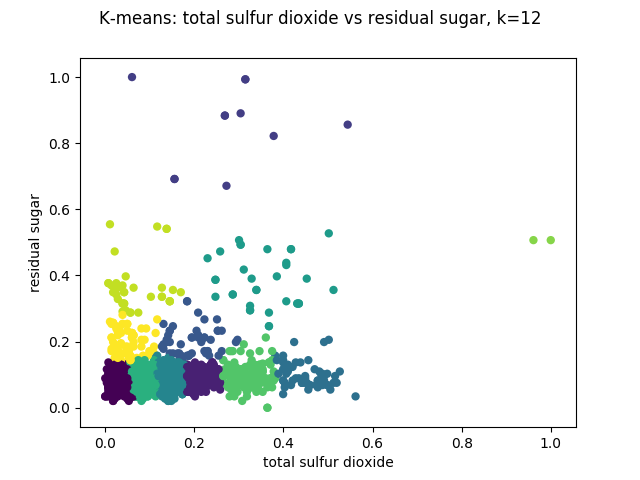 K-means: total sulfur dioxide vs residual sugar, k=12
1.0
0.8
0.6
0.4
0.2
0.0
residual sugar
0.0 0.2 0.4 0.6 0.8 1.0
total sulfur dioxide